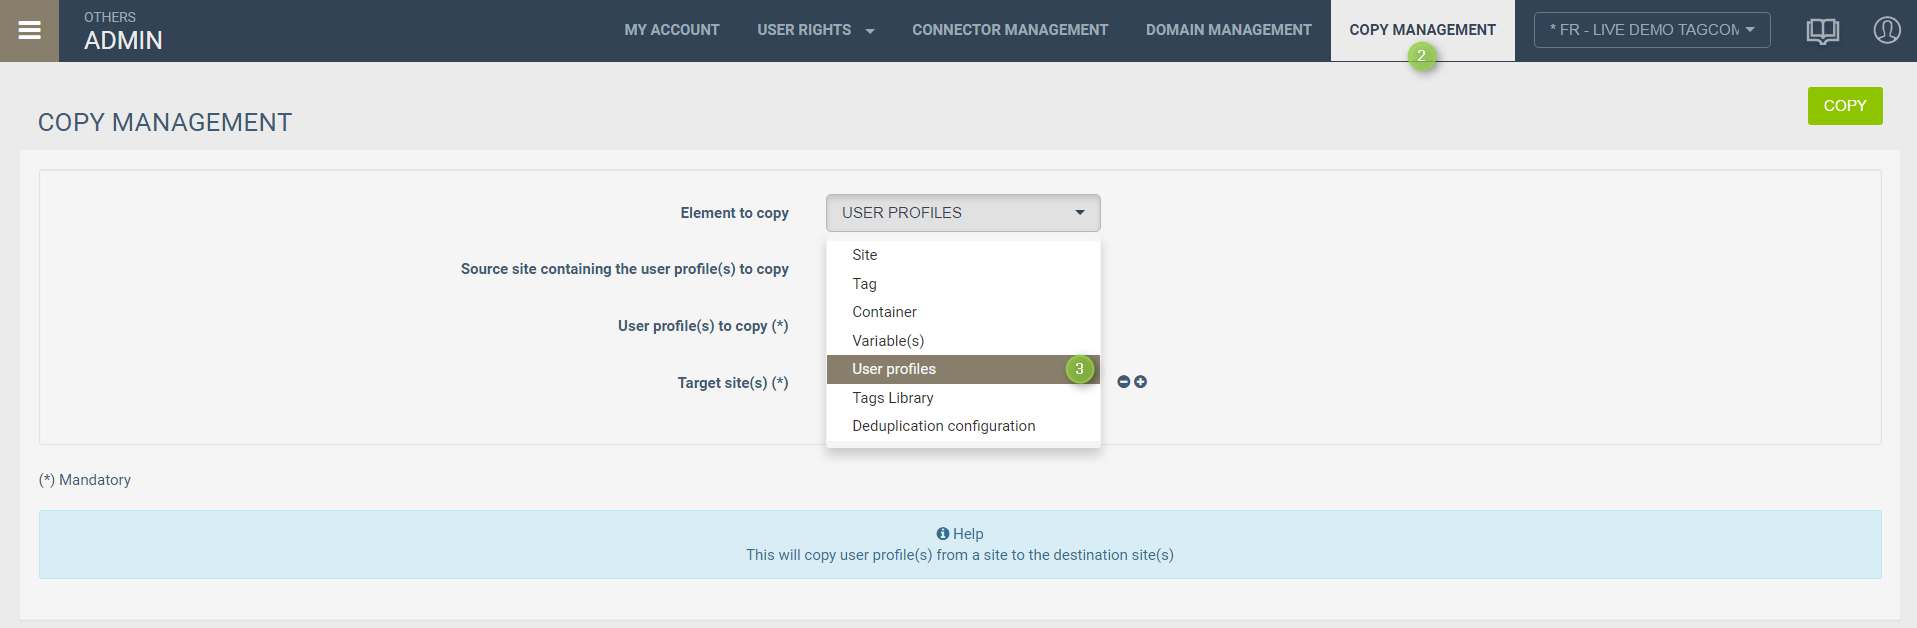 OTHERS
ADMIN
MY ACCOUNT
USER RIGHTS
CONNECTOR MANAGEMENT
DOMAIN MANAGEMENT
COPY MANAGEMENT
2
* FR - LIVE DEMO TAGCOM
COPY MANAGEMENT
COPY
Element to copy
USER PROFILES
Site
Source site containing the user profile(s) to copy
Tag
Container
User profile(s) to copy (*)
Variable(s)
User profiles
3
Target site(s) (*)
Tags Library
Deduplication configuration
(*) Mandatory
Help
This will copy user profile(s) from a site to the destination site(s)